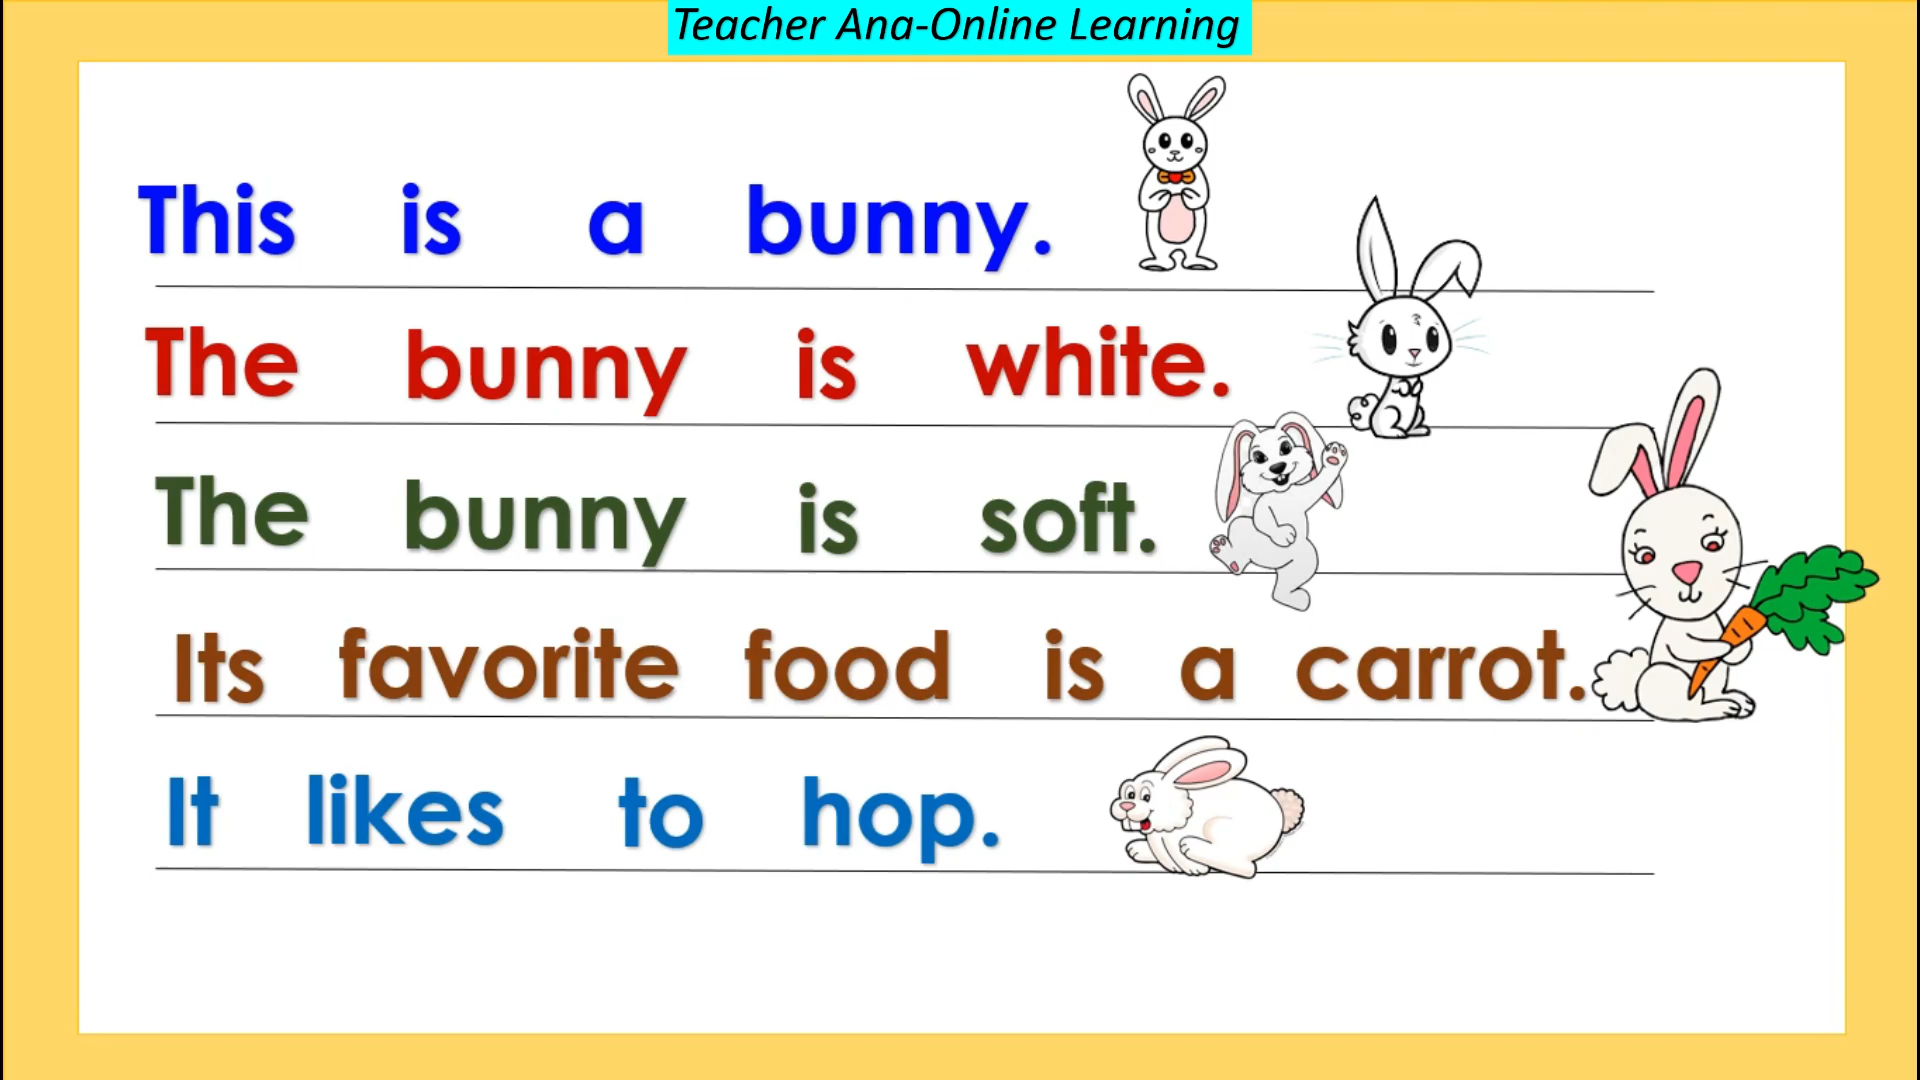 Teacher Ana-Online Learning
This is a bunny.
The bunny is white.
The bunny is soft.
Its favorite food is a carrot.
It likes to hop.